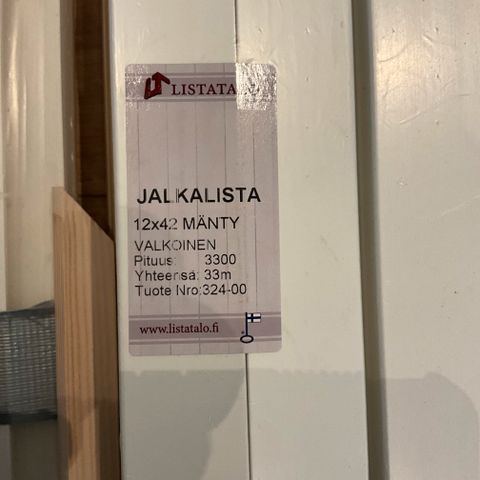 LISTATALO
JALKALISTA
12x42 MÄNTY
VALKOINEN
Pituus: 3300
Yhteensä: 33m
Tuote Nro:324-00
www.listatalo.fi